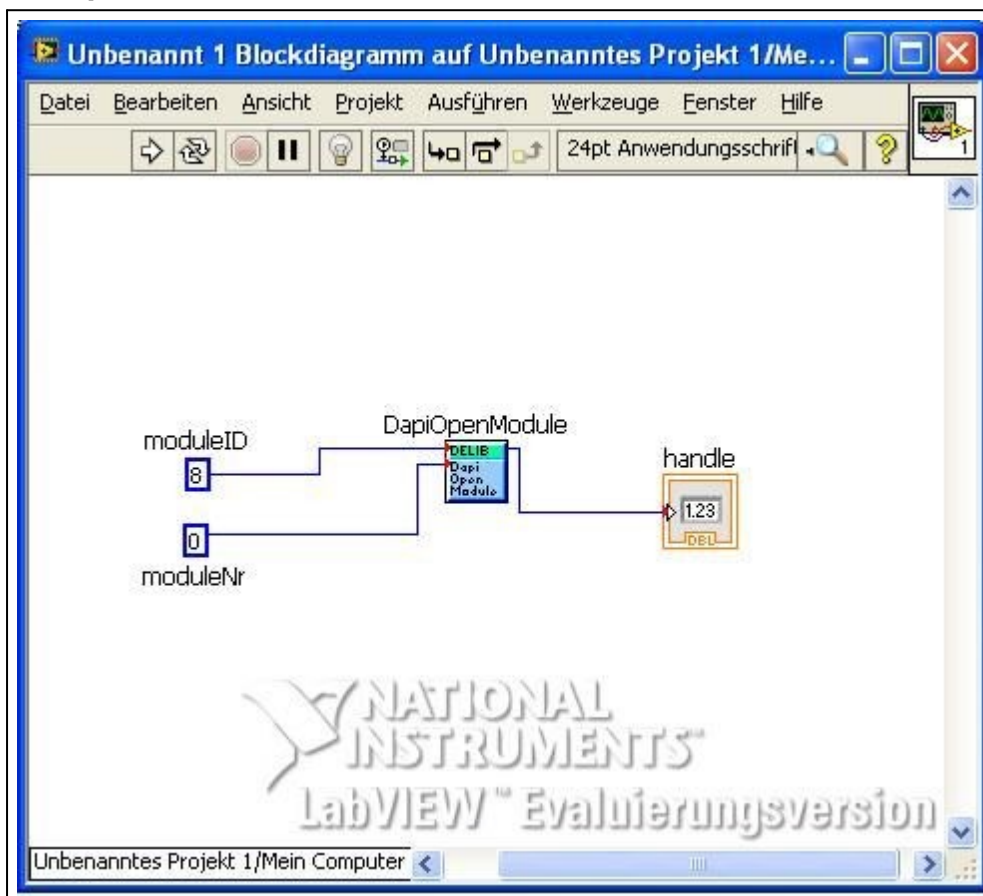 Unbenannt 1 Blockdiagramm auf Unbenanntes Projekt 1/Me...
Datei Bearbeiten Ansicht Projekt Ausführen Werkzeuge Fenster Hilfe
24pt Anwendungsschrift
1
DapiOpenModule
moduleID
DELIB
Dapi
Open
Module
8
handle
1.23
DBL
0
moduleNr
NATIONAL
INSTRUMENTS™
LabVIEW™ Evaluierungsversion
Unbenanntes Projekt 1/Mein Computer